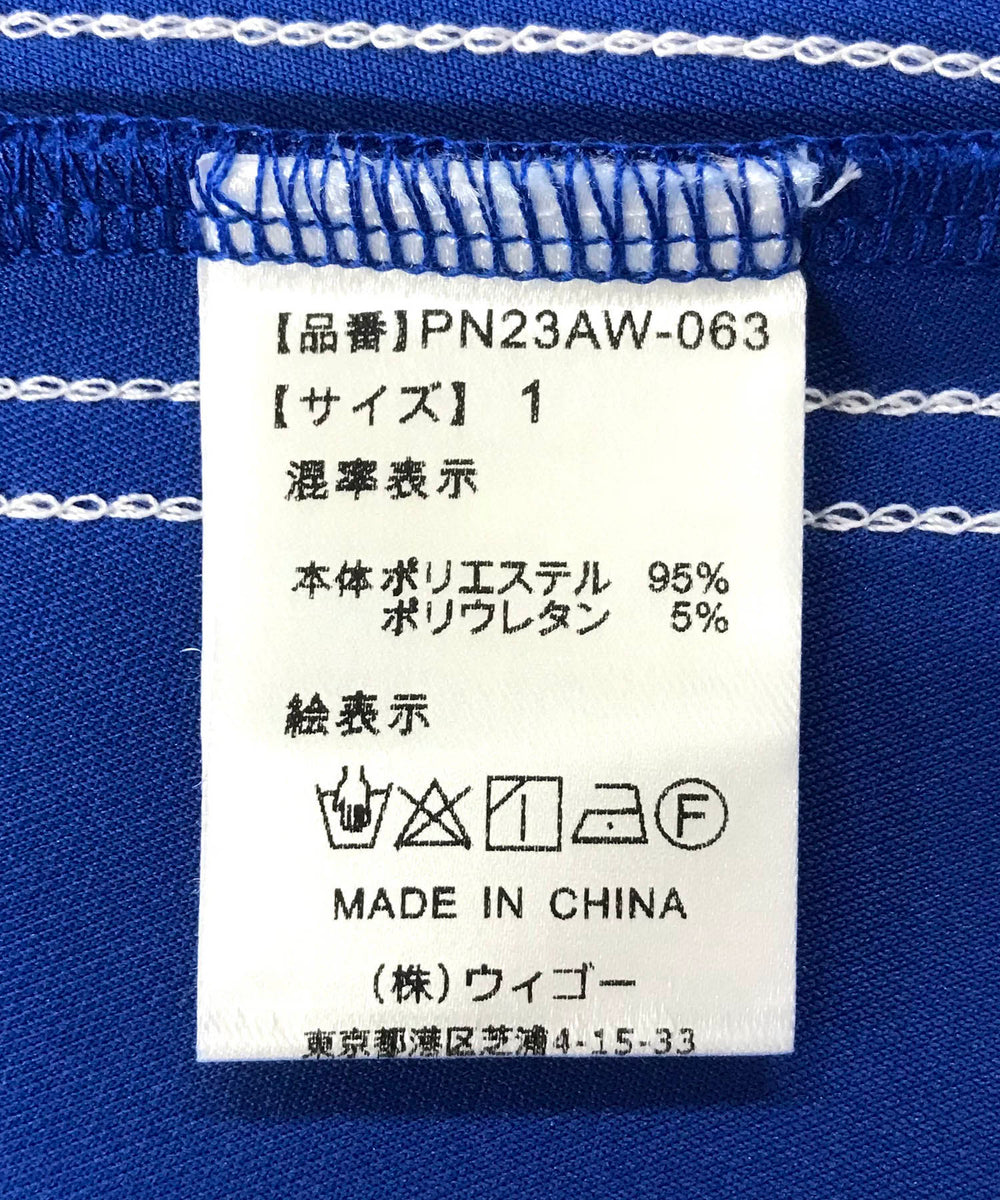 【品番】PN23AW-063
【サイズ】 1
混率表示
本体ポリエステル 95%
ポリウレタン 5%
絵表示
F
MADE IN CHINA
(株)ウィゴー
東京都港区芝浦4-15-33